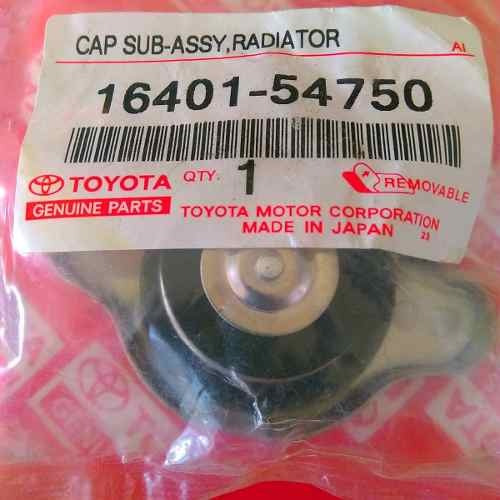 CAP SUB-ASSY,RADIATOR AI
16401-54750
TOYOTA QTY. 1 REMOVABLE
GENUINE PARTS
TOYOTA MOTOR CORPORATION
MADE IN JAPAN 23